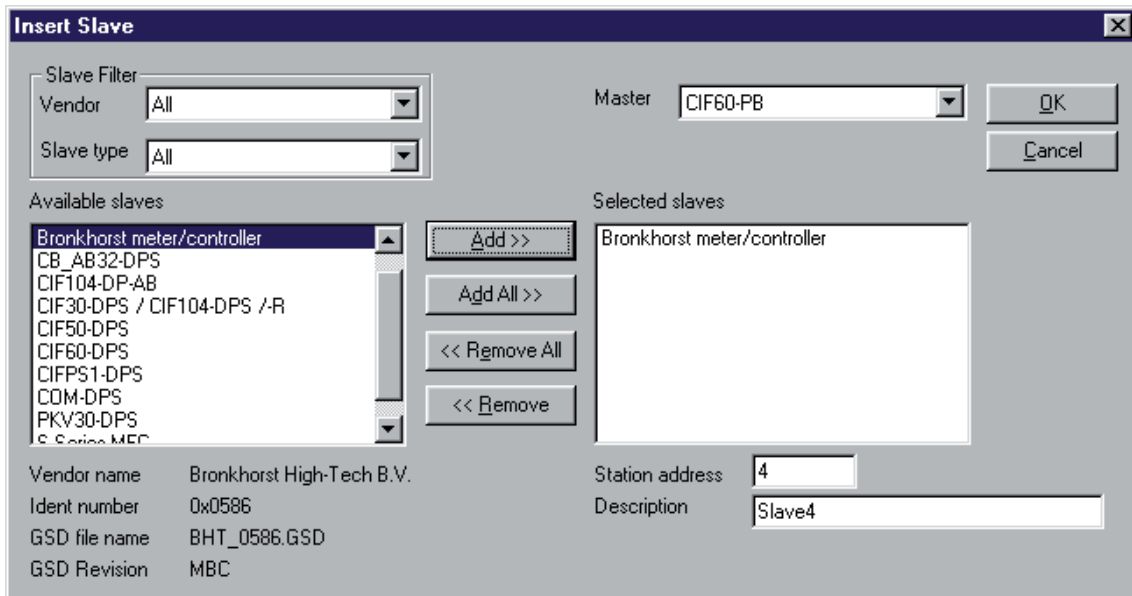 Insert Slave
Slave Filter
Vendor All
Slave type All
Master CIF60-PB
OK
Cancel
Available slaves
Bronkhorst meter/controller
CB_AB32-DPS
CIF104-DP-AB
CIF30-DPS / CIF104-DPS /-R
CIF50-DPS
CIF60-DPS
CIFPS1-DPS
COM-DPS
PKV30-DPS
S-Series MFC
Add >>
Add All >>
<< Remove All
<< Remove
Selected slaves
Bronkhorst meter/controller
Vendor name Bronkhorst High-Tech B.V.
Ident number 0x0586
GSD file name BHT_0586.GSD
GSD Revision MBC
Station address 4
Description Slave4